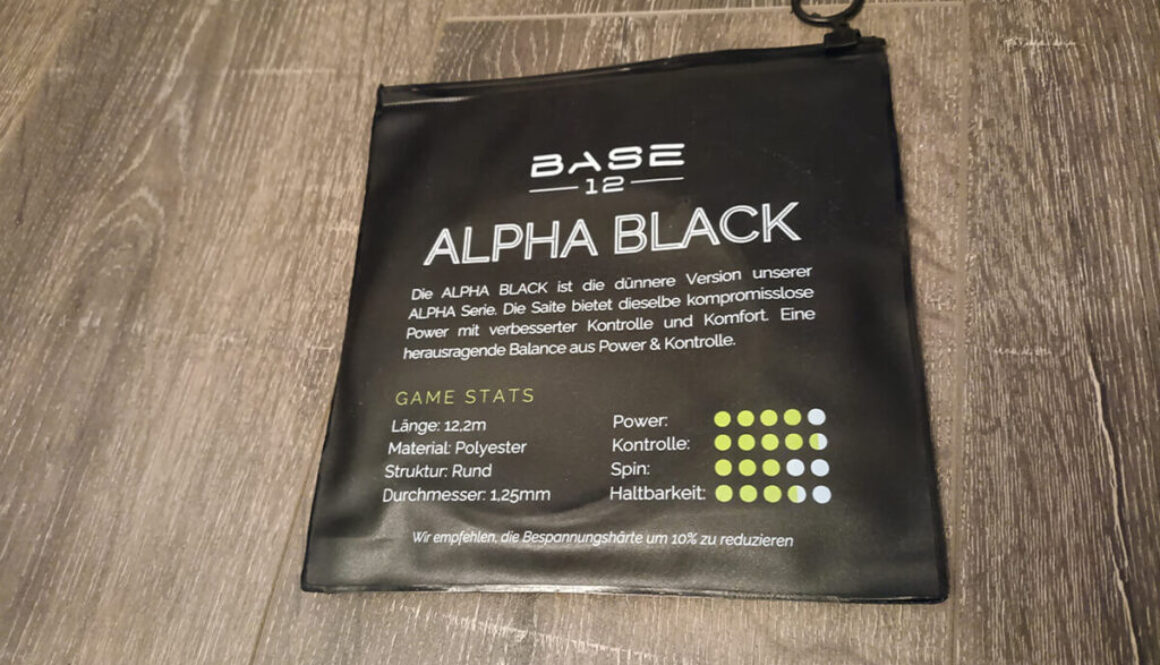 BASE
12
ALPHA BLACK
Die ALPHA BLACK ist die dünnere Version unserer
ALPHA Serie. Die Saite bietet dieselbe kompromisslose
Power mit verbesserter Kontrolle und Komfort. Eine
herausragende Balance aus Power & Kontrolle.
GAME STATS
Länge: 12,2m
Material: Polyester
Struktur: Rund
Durchmesser: 1,25mm
Power:
Kontrolle:
Spin:
Haltbarkeit:
Wir empfehlen, die Bespannungshärte um 10% zu reduzieren